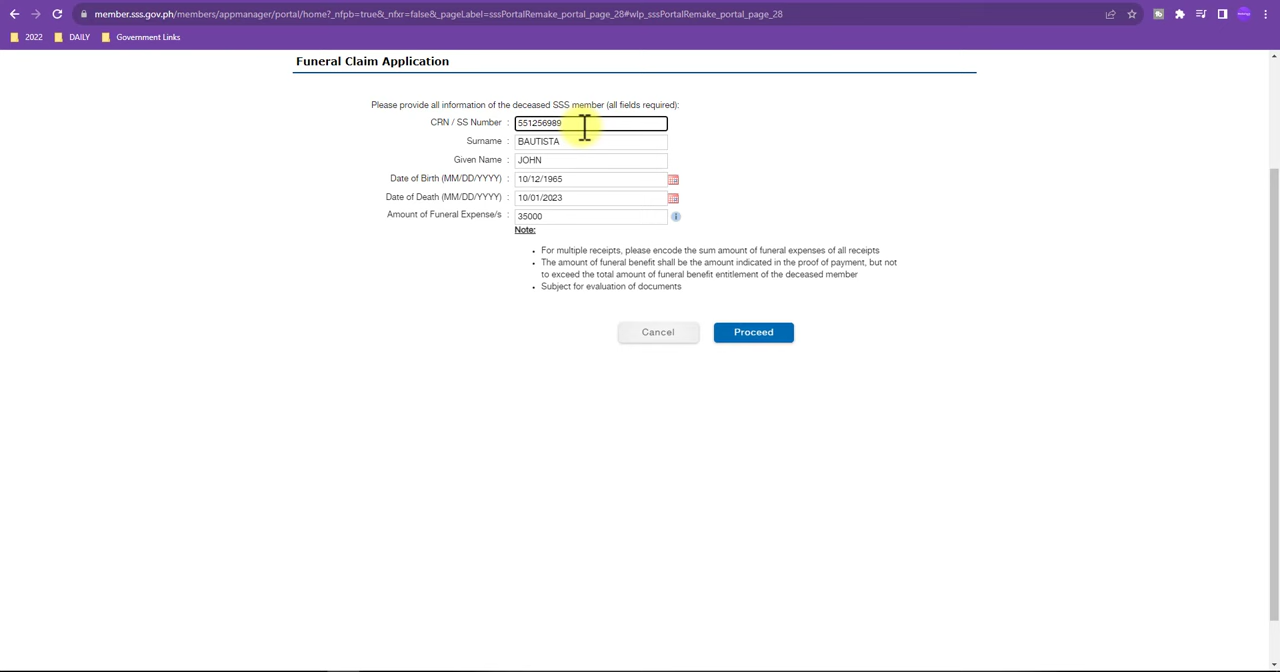 member.sss.gov.ph/members/appmanager/portal/home?_nfpb=true&_nfxr=false&_pageLabel=sssPortalRemake_portal_page_28#wlp_sssPortalRemake_portal_page_28
2022 DAILY Government Links
Funeral Claim Application
Please provide all information of the deceased SSS member (all fields required):
CRN / SS Number : 551256989
Surname : BAUTISTA
Given Name : JOHN
Date of Birth (MM/DD/YYYY) : 10/12/1965
Date of Death (MM/DD/YYYY) : 10/01/2023
Amount of Funeral Expense/s : 35000
Note:
• For multiple receipts, please encode the sum amount of funeral expenses of all receipts
• The amount of funeral benefit shall be the amount indicated in the proof of payment, but not
to exceed the total amount of funeral benefit entitlement of the deceased member
• Subject for evaluation of documents
Cancel Proceed